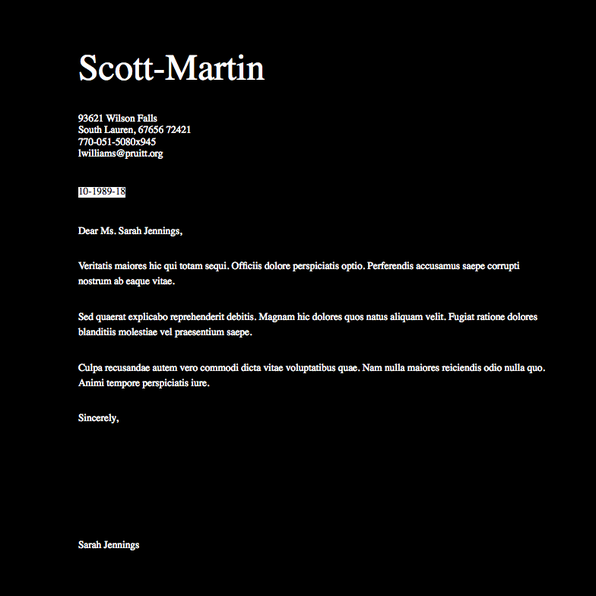 Scott-Martin
93621 Wilson Falls
South Lauren, 67656 72421
770-051-5080x945
lwilliams@pruitt.org
10-1989-18
Dear Ms. Sarah Jennings,
Veritatis maiores hic qui totam sequi. Officiis dolore perspiciatis optio. Perferendis accusamus saepe corrupti
nostrum ab eaque vitae.
Sed quaerat explicabo reprehenderit debitis. Magnam hic dolores quos natus aliquam velit. Fugiat ratione dolores
blanditiis molestiae vel praesentium saepe.
Culpa recusandae autem vero commodi dicta vitae voluptatibus quae. Nam nulla maiores reiciendis odio nulla quo.
Animi tempore perspiciatis iure.
Sincerely,
Sarah Jennings